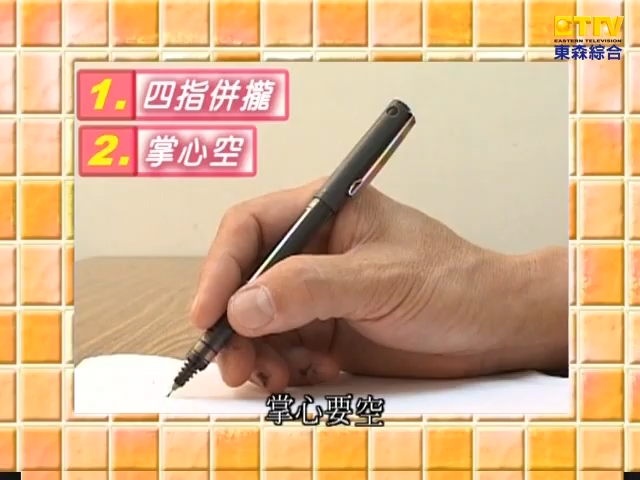 ETTV
EASTERN TELEVISION
東森綜合
1. 四指併攏
2. 掌心空
掌心要空